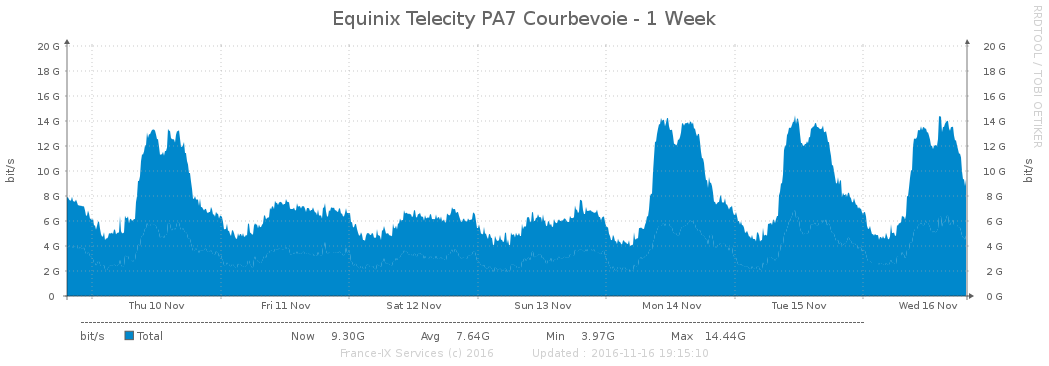 Equinix Telecity PA7 Courbevoie - 1 Week
RRDTOOL / TOBI OETIKER
20 G 20 G
18 G 18 G
16 G 16 G
14 G 14 G
12 G 12 G
10 G 10 G
8 G 8 G
6 G 6 G
4 G 4 G
2 G 2 G
0 0 G
bit/s
bit/s
Thu 10 Nov Fri 11 Nov Sat 12 Nov Sun 13 Nov Mon 14 Nov Tue 15 Nov Wed 16 Nov
bit/s Total Now 9.30G Avg 7.64G Min 3.97G Max 14.44G
France-IX Services (c) 2016 Updated : 2016-11-16 19:15:10